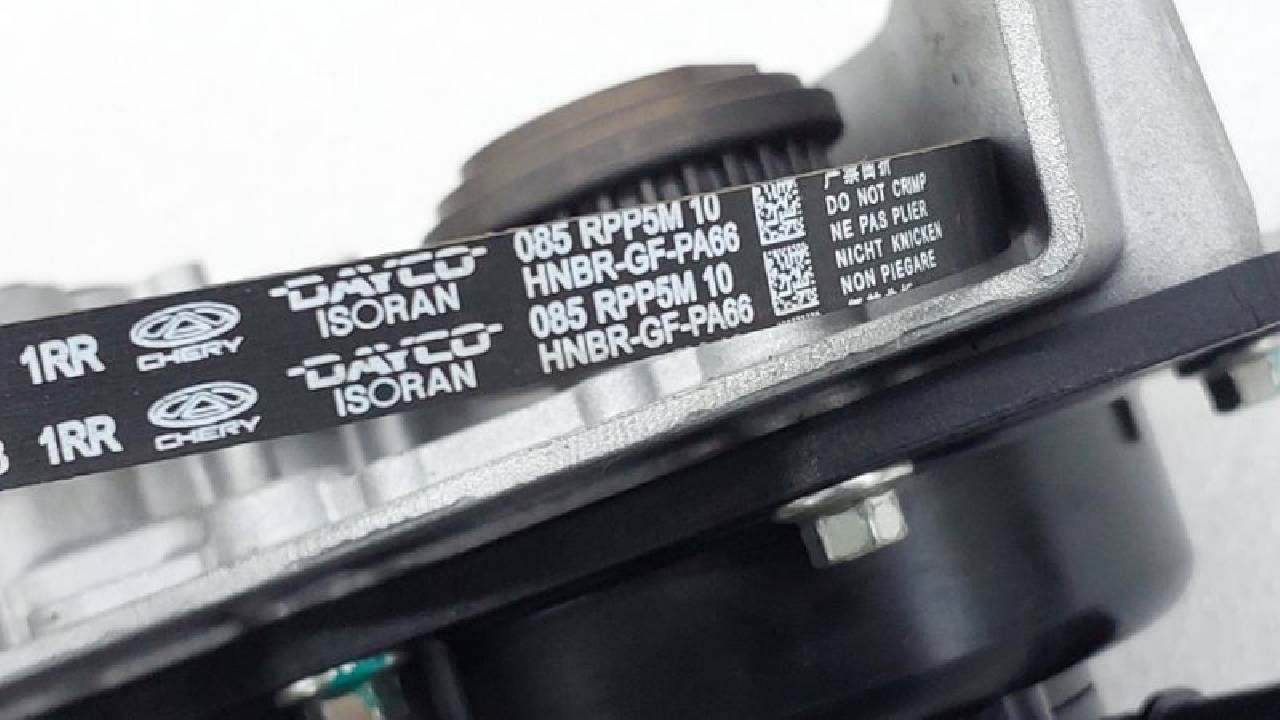 1RR
CHERY
DAYCO
ISORAN
085 RPP5M 10
HNBR-GF-PA66
1RR
CHERY
DAYCO
ISORAN
085 RPP5M 10
HNBR-GF-PA66
DO NOT CRIMP
NE PAS PLIER
NICHT KNICKEN
NON PIEGARE